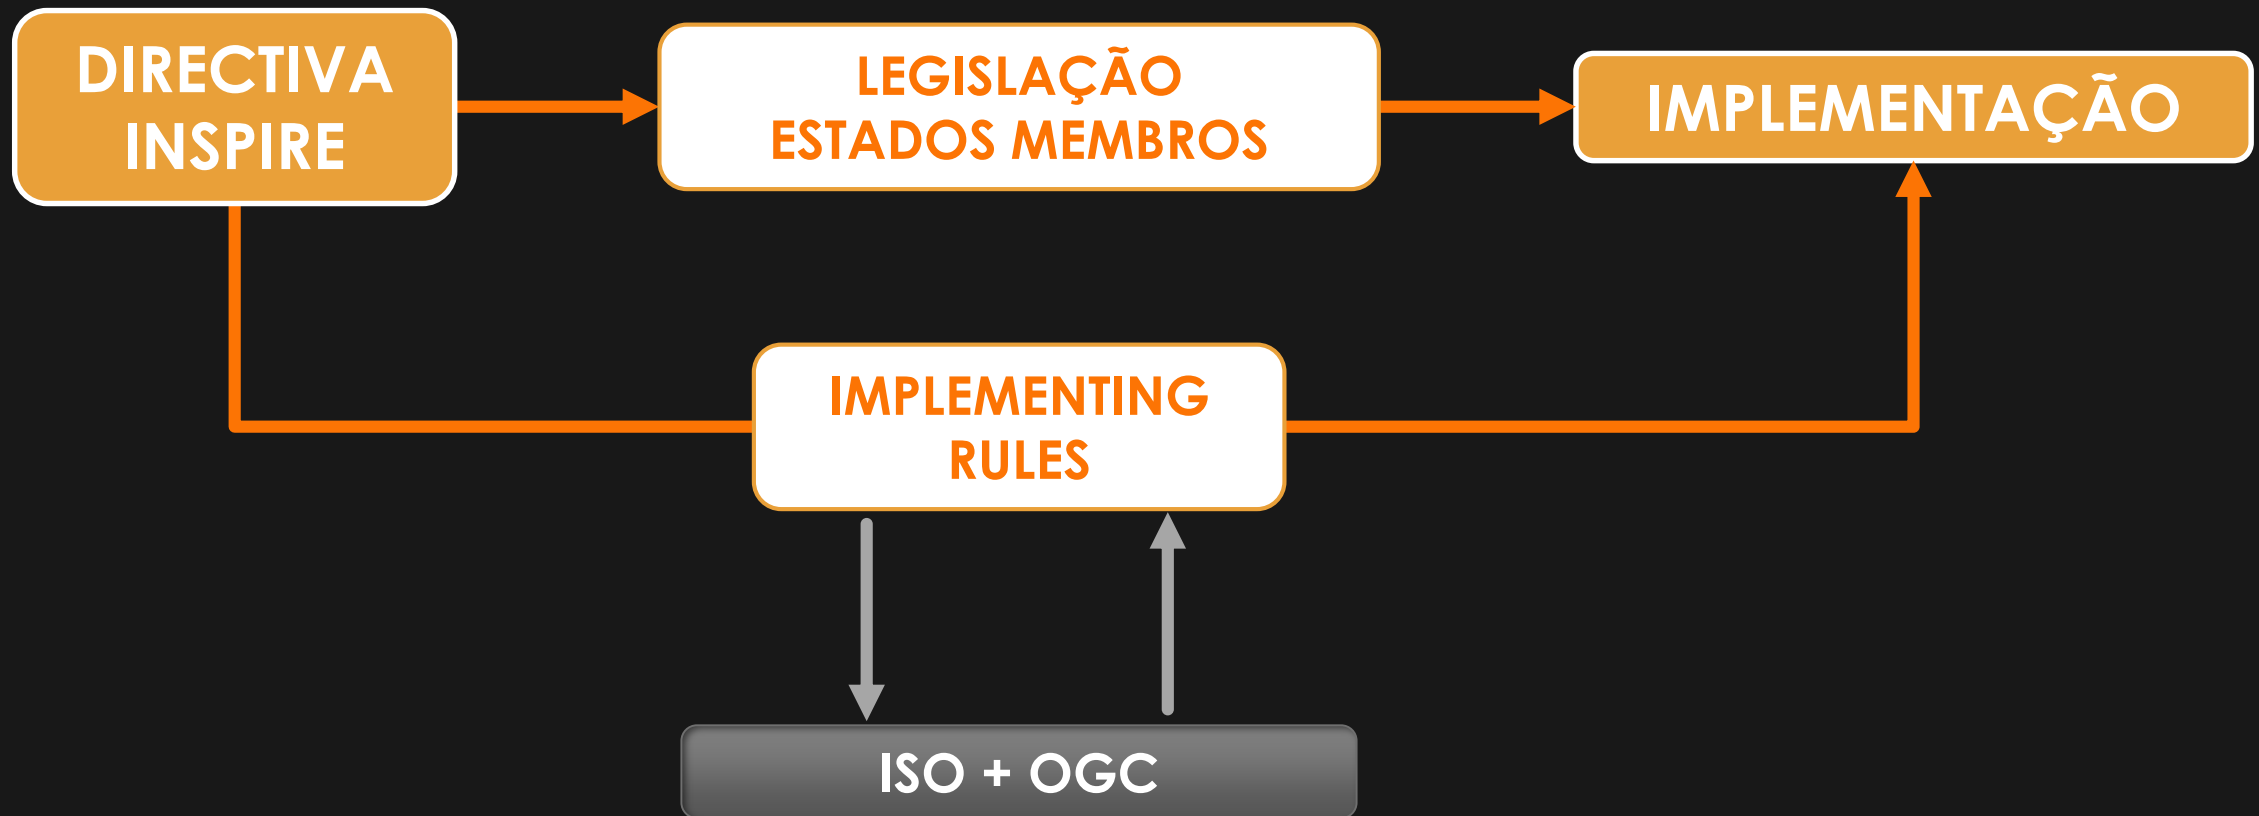 DIRECTIVA
INSPIRE
LEGISLAÇÃO
ESTADOS MEMBROS
IMPLEMENTAÇÃO
IMPLEMENTING
RULES
ISO + OGC